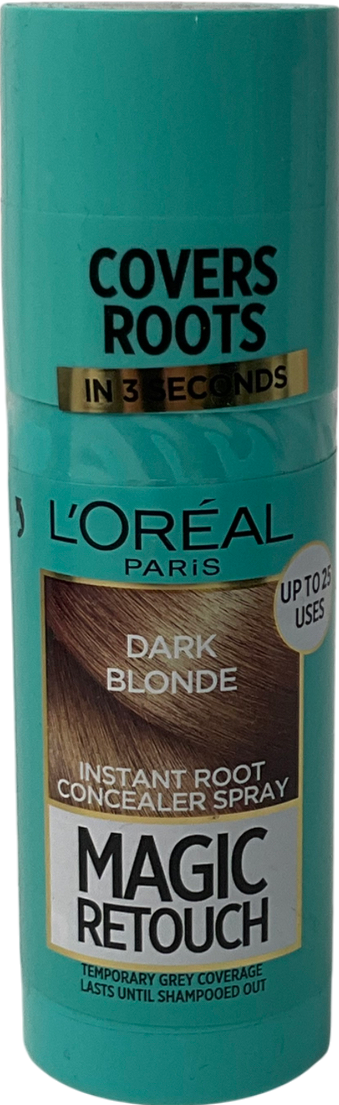 COVERS
ROOTS
IN 3 SECONDS
L'ORÉAL
PARiS
UP TO 25
USES
DARK
BLONDE
INSTANT ROOT
CONCEALER SPRAY
MAGIC
RETOUCH
TEMPORARY GREY COVERAGE
LASTS UNTIL SHAMPOOED OUT